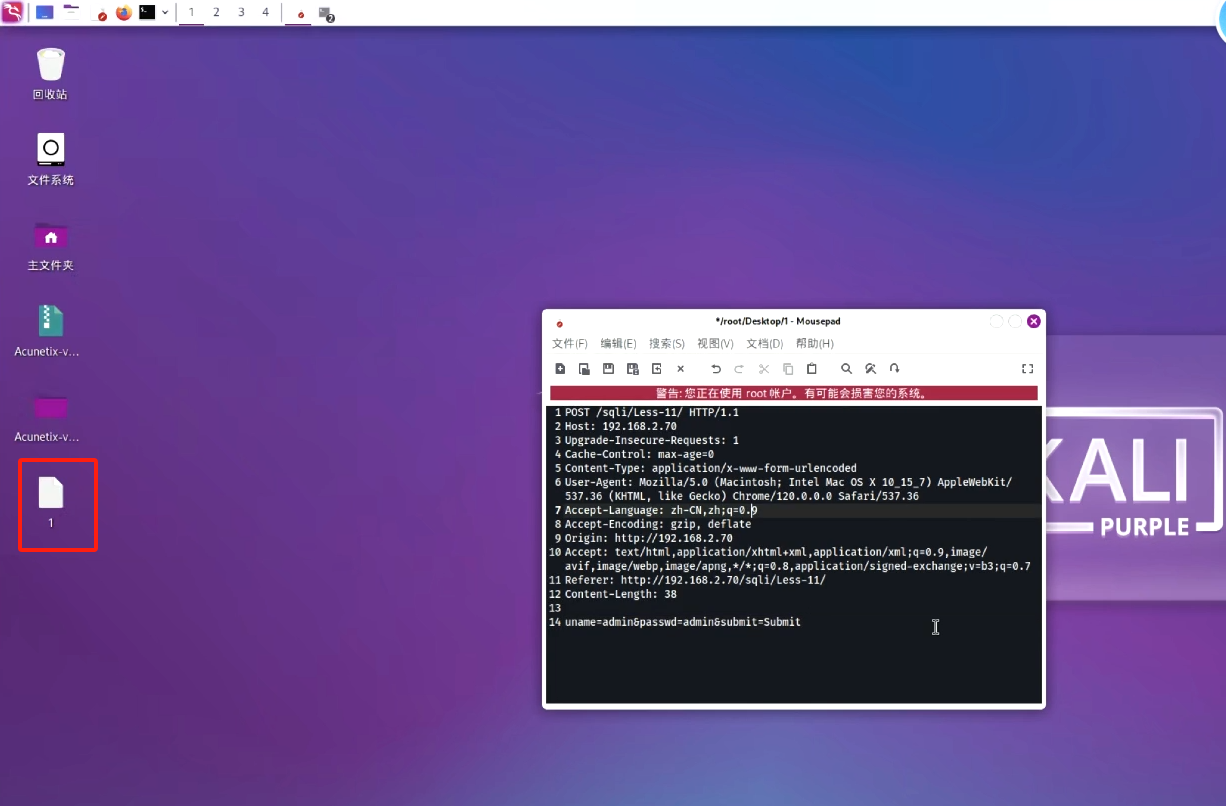 1 2 3 4
2
回收站
文件系统
主文件夹
Acunetix-v...
Acunetix-v...
1
*/root/Desktop/1 - Mousepad
文件(F) 编辑(E) 搜索(S) 视图(V) 文档(D) 帮助(H)
警告: 您正在使用 root 帐户。有可能会损害您的系统。
1 POST /sqli/Less-11/ HTTP/1.1
2 Host: 192.168.2.70
3 Upgrade-Insecure-Requests: 1
4 Cache-Control: max-age=0
5 Content-Type: application/x-www-form-urlencoded
6 User-Agent: Mozilla/5.0 (Macintosh; Intel Mac OS X 10_15_7) AppleWebKit/
537.36 (KHTML, like Gecko) Chrome/120.0.0.0 Safari/537.36
7 Accept-Language: zh-CN,zh;q=0.9
8 Accept-Encoding: gzip, deflate
9 Origin: http://192.168.2.70
10 Accept: text/html,application/xhtml+xml,application/xml;q=0.9,image/
avif,image/webp,image/apng,*/*;q=0.8,application/signed-exchange;v=b3;q=0.7
11 Referer: http://192.168.2.70/sqli/Less-11/
12 Content-Length: 38
13
14 uname=admin&passwd=admin&submit=Submit
KALI
PURPLE